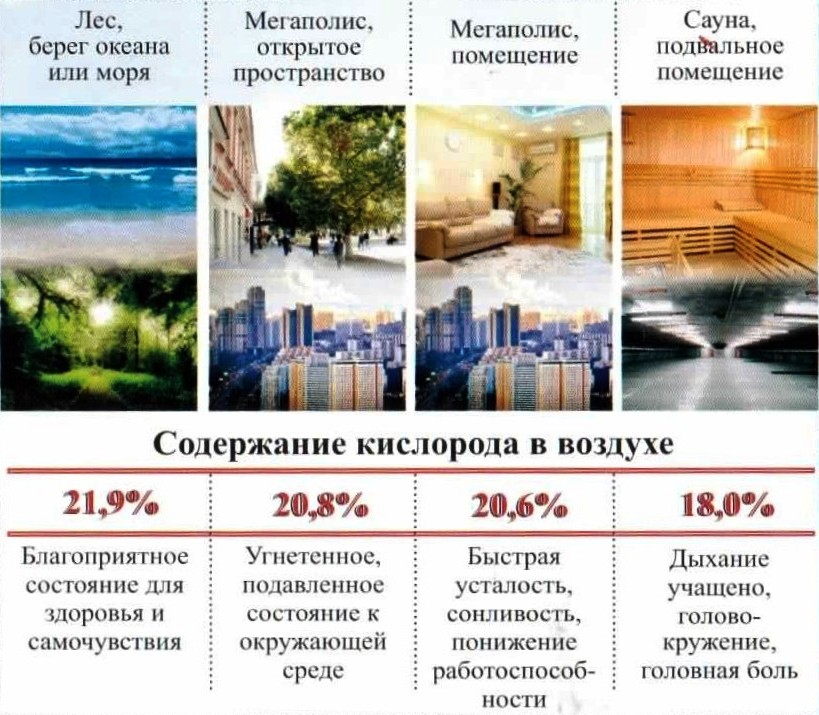 Лес,
берег океана
или моря
Мегаполис,
открытое
пространство
Мегаполис,
помещение
Сауна,
подвальное
помещение
Содержание кислорода в воздухе
21,9%
20,8%
20,6%
18,0%
Благоприятное
состояние для
здоровья и
самочувствия
Угнетенное,
подавленное
состояние к
окружающей
среде
Быстрая
усталость,
сонливость,
понижение
работоспособ-
ности
Дыхание
учащено,
голово-
кружение,
головная боль